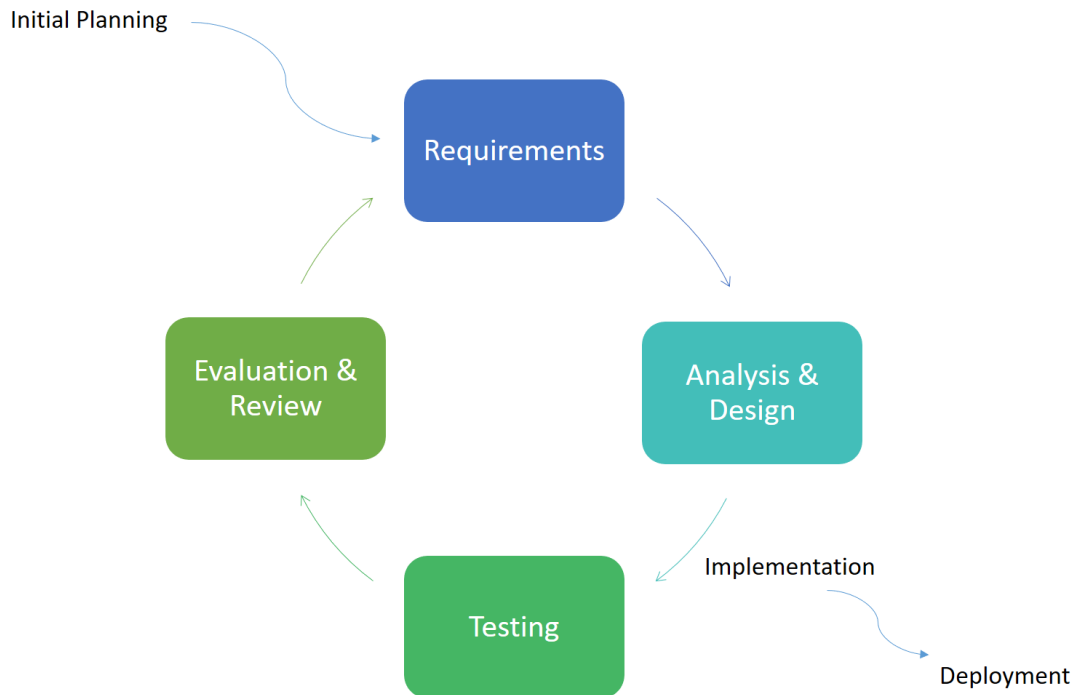 Initial Planning
Requirements
Evaluation &
Review
Analysis &
Design
Implementation
Testing
Deployment